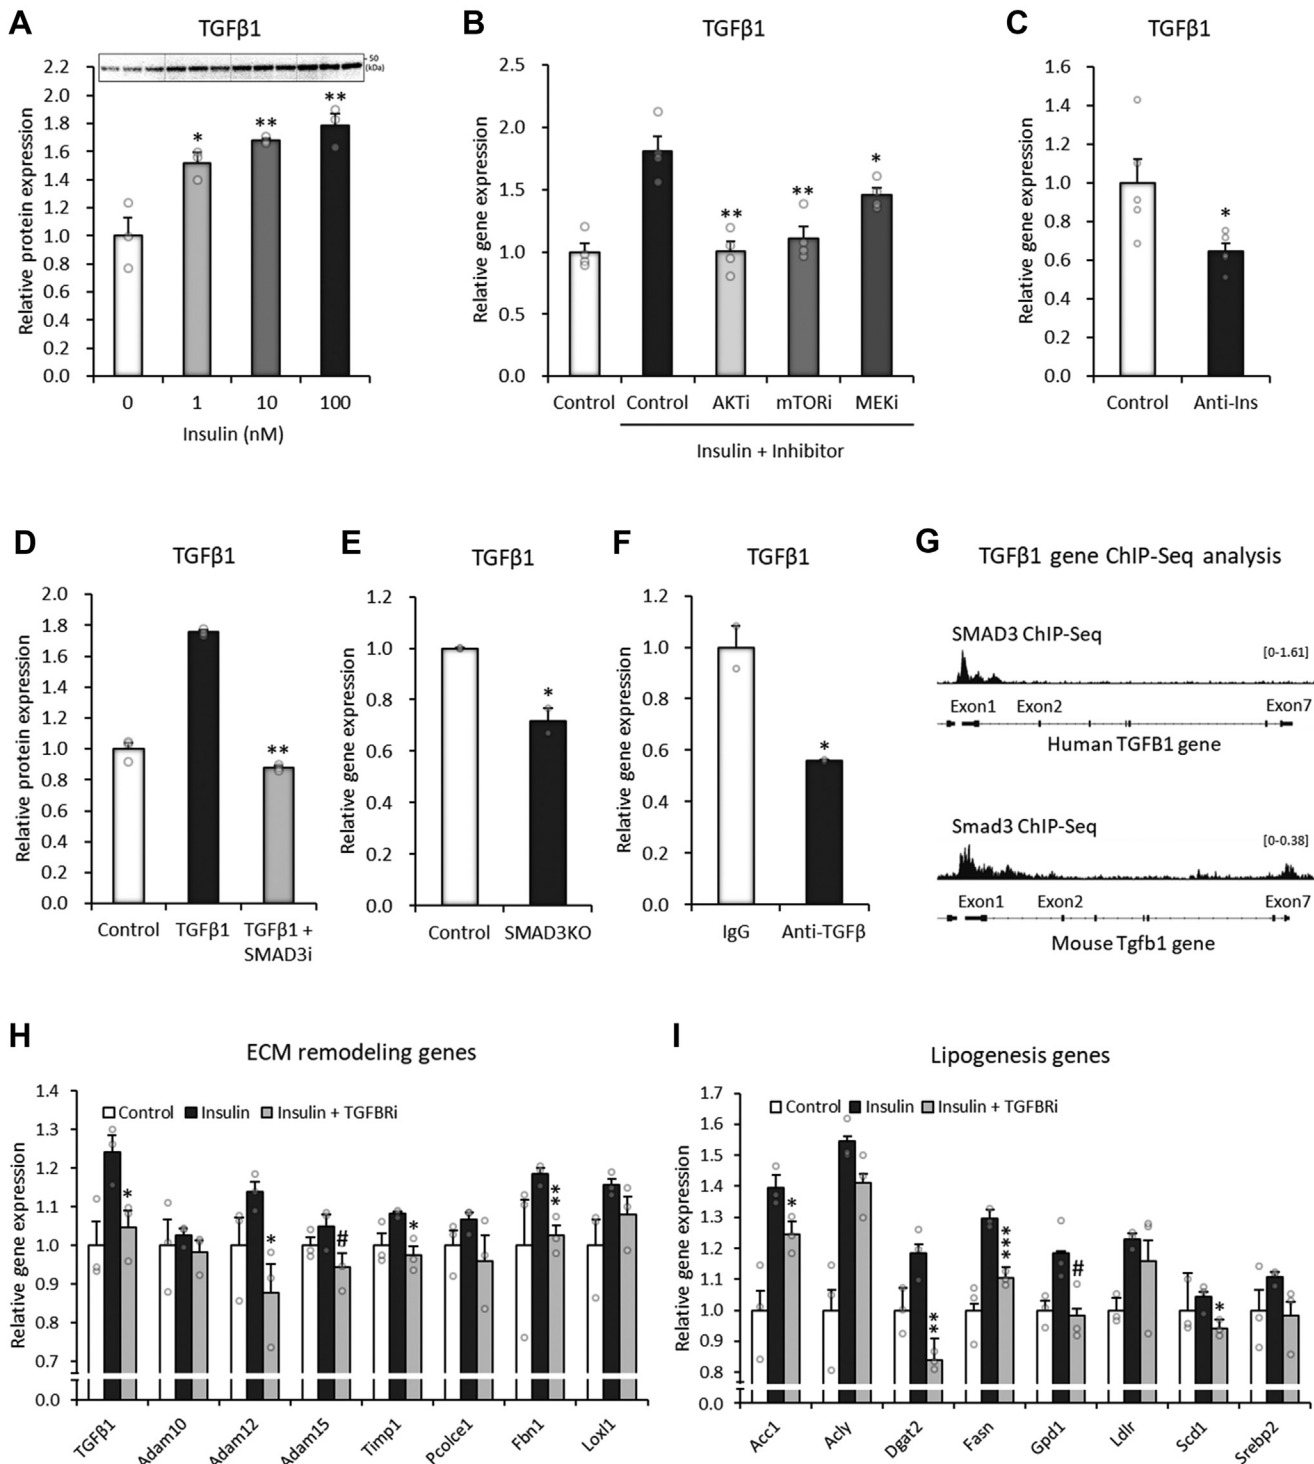 A
TGFβ1
- 50
(kDa)
Relative protein expression
2.2
2.0
1.8
1.6
1.4
1.2
1.0
0.8
0.6
0.4
0.2
0.0
*
**
**
0 1 10 100
Insulin (nM)
B
TGFβ1
Relative gene expression
2.5
2.0
1.5
1.0
0.5
0.0
**
**
*
Control Control AKTi mTORi MEKi
Insulin + Inhibitor
C
TGFβ1
Relative gene expression
1.6
1.4
1.2
1.0
0.8
0.6
0.4
0.2
0.0
*
Control Anti-Ins
D
TGFβ1
Relative protein expression
2.0
1.8
1.6
1.4
1.2
1.0
0.8
0.6
0.4
0.2
0.0
**
Control TGFβ1 TGFβ1 +
SMAD3i
E
TGFβ1
Relative gene expression
1.2
1.0
0.8
0.6
0.4
0.2
0.0
*
Control SMAD3KO
F
TGFβ1
Relative gene expression
1.2
1.0
0.8
0.6
0.4
0.2
0.0
*
IgG Anti-TGFβ
G
TGFβ1 gene ChIP-Seq analysis
SMAD3 ChIP-Seq
[0-1.61]
Exon1 Exon2 Exon7
Human TGFB1 gene
Smad3 ChIP-Seq
[0-0.38]
Exon1 Exon2 Exon7
Mouse Tgfb1 gene
H
ECM remodeling genes
Relative gene expression
1.4
1.3
1.2
1.1
1.0
0.9
0.8
0.7
0.0
Control Insulin Insulin + TGFBRi
*
*
#
*
**
TGFβ1 Adam10 Adam12 Adam15 Timp1 Pcolce1 Fbn1 Loxl1
I
Lipogenesis genes
Relative gene expression
1.7
1.6
1.5
1.4
1.3
1.2
1.1
1.0
0.9
0.8
0.0
Control Insulin Insulin + TGFBRi
*
**
***
#
*
Acc1 Acly Dgat2 Fasn Gpd1 Ldlr Scd1 Srebp2